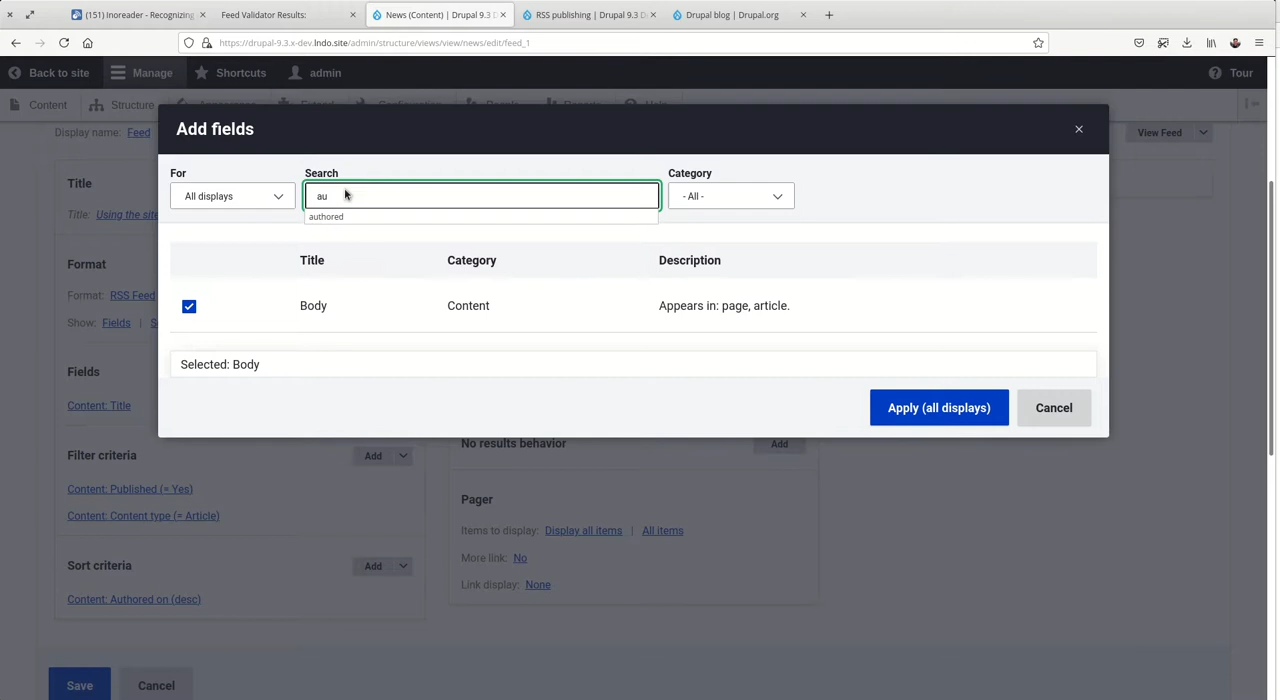 (151) Inoreader - Recognizing
Feed Validator Results:
News (Content) | Drupal 9.3 D
RSS publishing | Drupal 9.3 D
Drupal blog | Drupal.org
https://drupal-9.3.x-dev.lndo.site/admin/structure/views/view/news/edit/feed_1
Back to site
Manage
Shortcuts
admin
Tour
Content
Structure
Appearance
Extend
Configuration
People
Reports
Help
Display name: Feed
View Feed
Add fields
For
Search
Category
All displays
au
- All -
authored
Title
Category
Description
Body
Content
Appears in: page, article.
Selected: Body
Apply (all displays)
Cancel
Title
Title: Using the site
Format
Format: RSS Feed
Show: Fields | S
Fields
Content: Title
Filter criteria
Add
Content: Published (= Yes)
Content: Content type (= Article)
Sort criteria
Add
Content: Authored on (desc)
No results behavior
Add
Pager
Items to display: Display all items | All items
More link: No
Link display: None
Save
Cancel